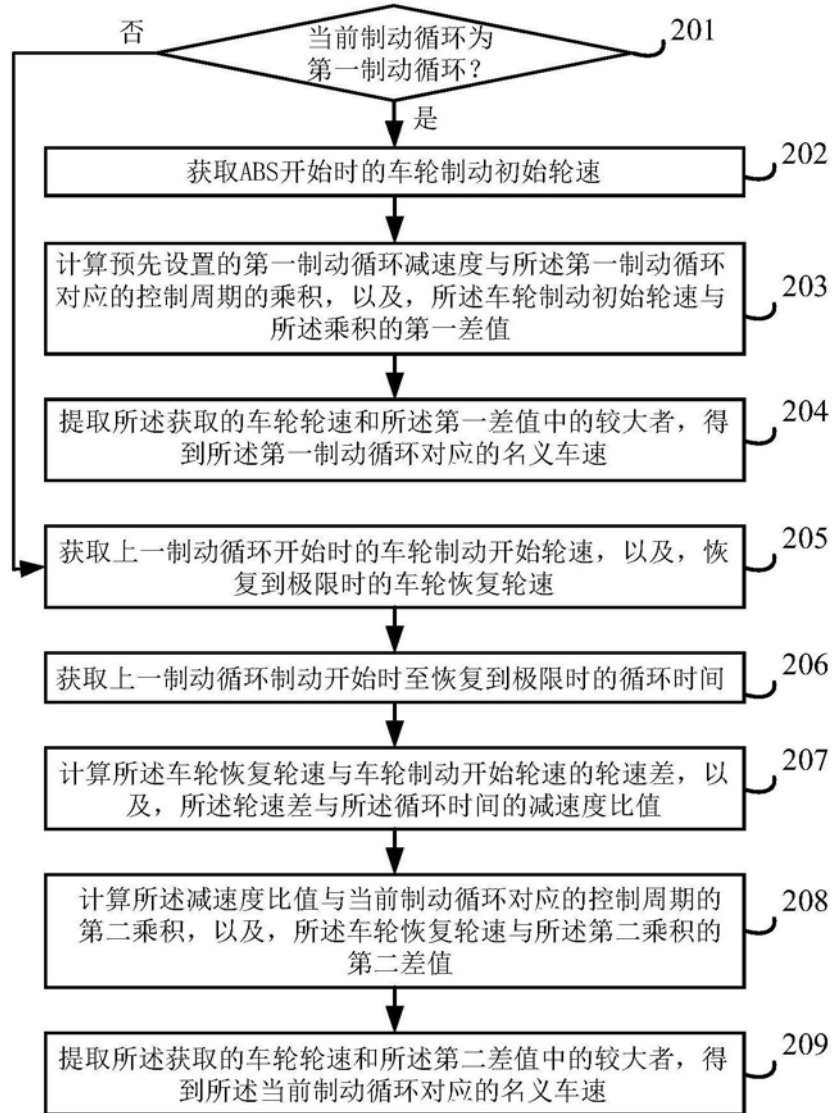 否
当前制动循环为
第一制动循环？
201
是
获取ABS开始时的车轮制动初始轮速
202
计算预先设置的第一制动循环减速度与所述第一制动循环
对应的控制周期的乘积，以及，所述车轮制动初始轮速与
所述乘积的第一差值
203
提取所述获取的车轮轮速和所述第一差值中的较大者，得
到所述第一制动循环对应的名义车速
204
获取上一制动循环开始时的车轮制动开始轮速，以及，恢
复到极限时的车轮恢复轮速
205
获取上一制动循环制动开始时至恢复到极限时的循环时间
206
计算所述车轮恢复轮速与车轮制动开始轮速的轮速差，以
及，所述轮速差与所述循环时间的减速度比值
207
计算所述减速度比值与当前制动循环对应的控制周期的
第二乘积，以及，所述车轮恢复轮速与所述第二乘积的
第二差值
208
提取所述获取的车轮轮速和所述第二差值中的较大者，得
到所述当前制动循环对应的名义车速
209